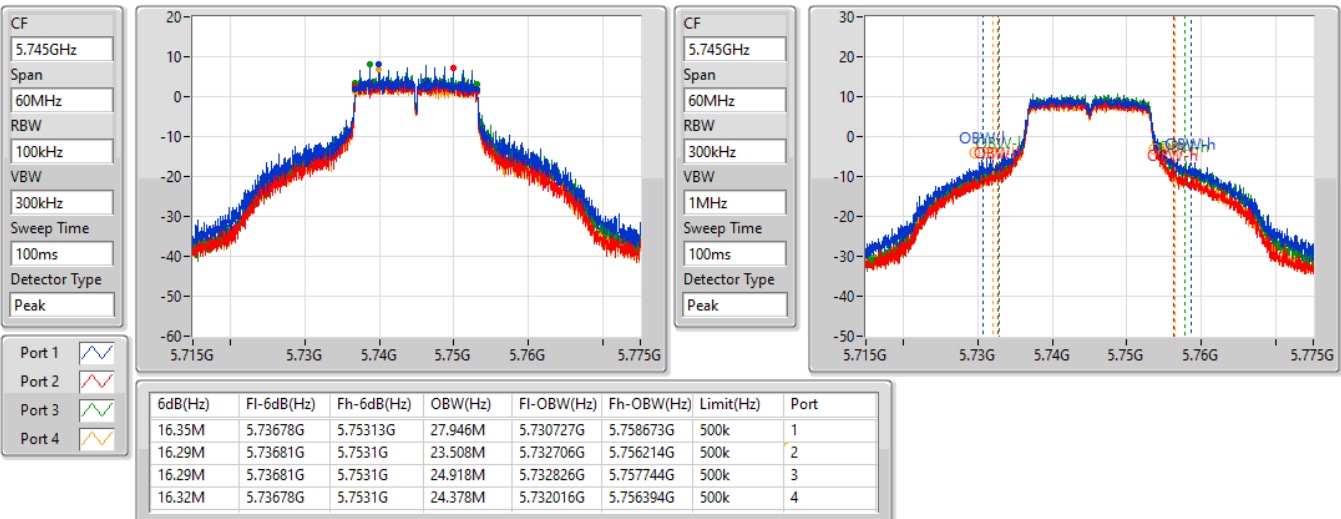 CF
5.745GHz
Span
60MHz
RBW
100kHz
VBW
300kHz
Sweep Time
100ms
Detector Type
Peak
Port 1
Port 2
Port 3
Port 4
20
10
0
-10
-20
-30
-40
-50
-60
5.715G 5.73G 5.74G 5.75G 5.76G 5.775G
CF
5.745GHz
Span
60MHz
RBW
300kHz
VBW
1MHz
Sweep Time
100ms
Detector Type
Peak
30
20
10
0
-10
-20
-30
-40
-50
5.715G 5.73G 5.74G 5.75G 5.76G 5.775G
OBW-h
6dB(Hz) Fl-6dB(Hz) Fh-6dB(Hz) OBW(Hz) Fl-OBW(Hz) Fh-OBW(Hz) Limit(Hz) Port
16.35M 5.73678G 5.75313G 27.946M 5.730727G 5.758673G 500k 1
16.29M 5.73681G 5.7531G 23.508M 5.732706G 5.756214G 500k 2
16.29M 5.73681G 5.7531G 24.918M 5.732826G 5.757744G 500k 3
16.32M 5.73678G 5.7531G 24.378M 5.732016G 5.756394G 500k 4